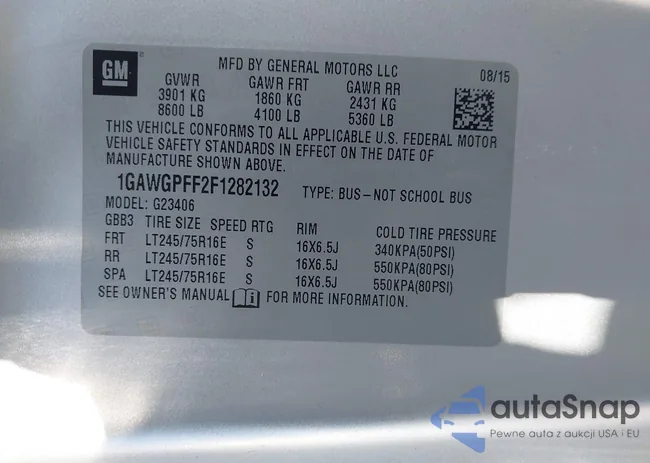 GM
MFD BY GENERAL MOTORS LLC 08/15
GVWR GAWR FRT GAWR RR
3901 KG 1860 KG 2431 KG
8600 LB 4100 LB 5360 LB
THIS VEHICLE CONFORMS TO ALL APPLICABLE U.S. FEDERAL MOTOR
VEHICLE SAFETY STANDARDS IN EFFECT ON THE DATE OF
MANUFACTURE SHOWN ABOVE.
1GAWGPFF2F1282132 TYPE: BUS-NOT SCHOOL BUS
MODEL: G23406
GBB3 TIRE SIZE SPEED RTG RIM COLD TIRE PRESSURE
FRT LT245/75R16E S 16X6.5J 340KPA(50PSI)
RR LT245/75R16E S 16X6.5J 550KPA(80PSI)
SPA LT245/75R16E S 16X6.5J 550KPA(80PSI)
SEE OWNER'S MANUAL FOR MORE INFORMATION.
autaSnap
Pewne auta z aukcji USA i EU